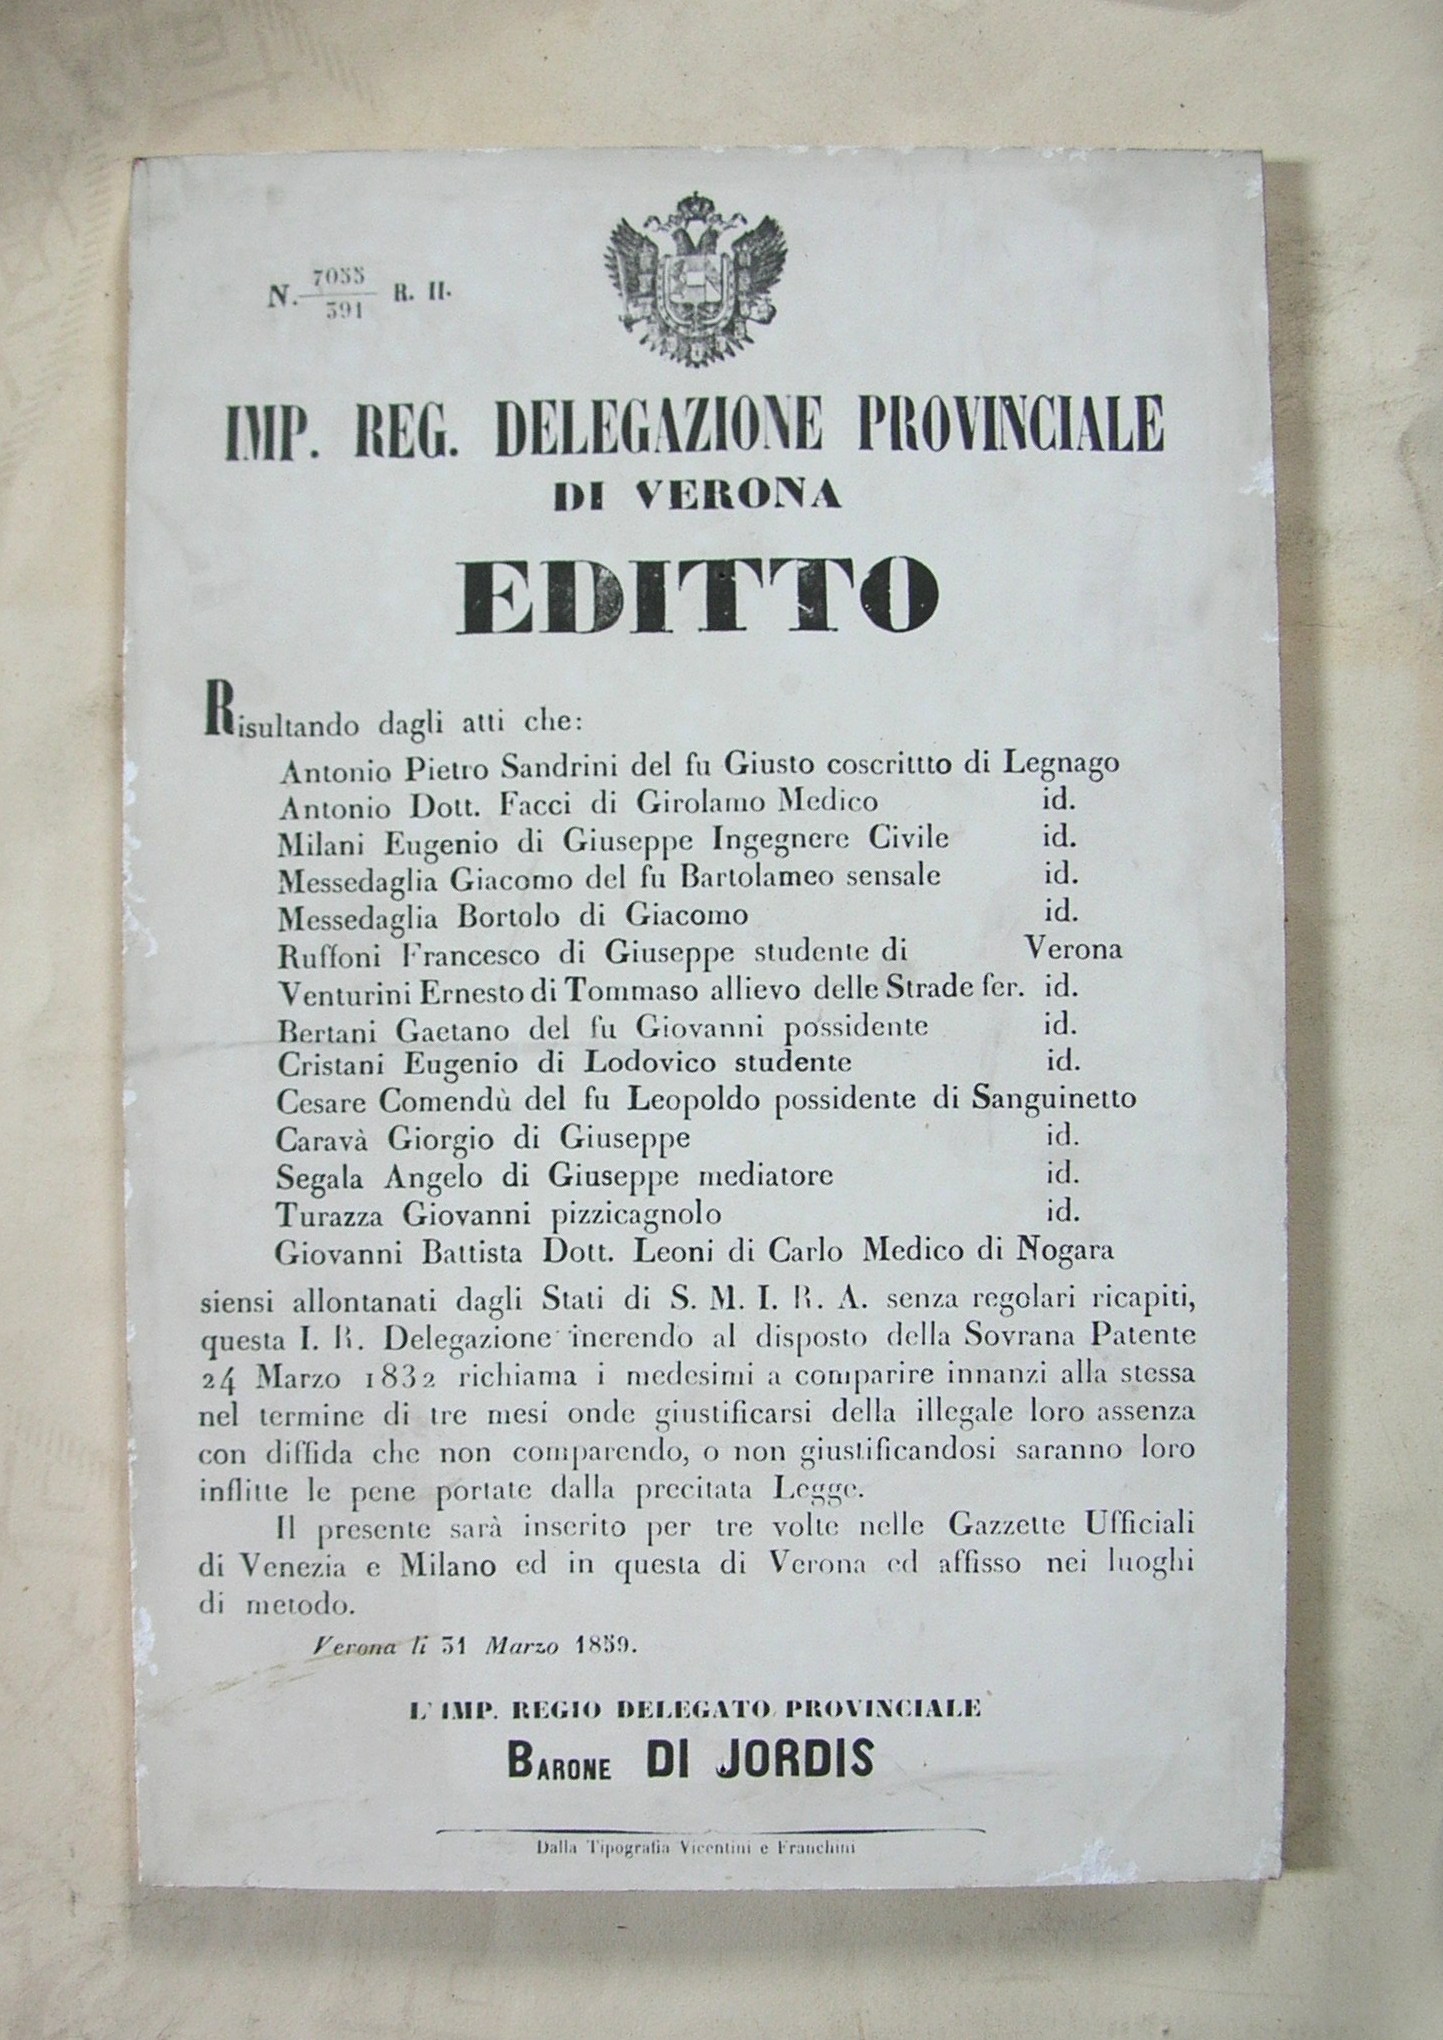 N. 7055/391 R. II.
IMP. REG. DELEGAZIONE PROVINCIALE
DI VERONA
EDITTO
Risultando dagli atti che:
Antonio Pietro Sandrini del fu Giusto coscrittto di Legnago
Antonio Dott. Facci di Girolamo Medico id.
Milani Eugenio di Giuseppe Ingegnere Civile id.
Messedaglia Giacomo del fu Bartolameo sensale id.
Messedaglia Bortolo di Giacomo id.
Ruffoni Francesco di Giuseppe studente di Verona
Venturini Ernesto di Tommaso allievo delle Strade fer. id.
Bertani Gaetano del fu Giovanni possidente id.
Cristani Eugenio di Lodovico studente id.
Cesare Comendù del fu Leopoldo possidente di Sanguinetto
Caravà Giorgio di Giuseppe id.
Segala Angelo di Giuseppe mediatore id.
Turazza Giovanni pizzicagnolo id.
Giovanni Battista Dott. Leoni di Carlo Medico di Nogara
siensi allontanati dagli Stati di S. M. I. R. A. senza regolari ricapiti,
questa I. R. Delegazione inerendo al disposto della Sovrana Patente
24 Marzo 1832 richiama i medesimi a comparire innanzi alla stessa
nel termine di tre mesi onde giustificarsi della illegale loro assenza
con diffida che non comparendo, o non giustificandosi saranno loro
inflitte le pene portate dalla precitata Legge.
Il presente sarà inserito per tre volte nelle Gazzette Ufficiali
di Venezia e Milano ed in questa di Verona ed affisso nei luoghi
di metodo.
Verona li 31 Marzo 1859.
L' IMP. REGIO DELEGATO PROVINCIALE
BARONE DI JORDIS
Dalla Tipografia Vicentini e Franchini